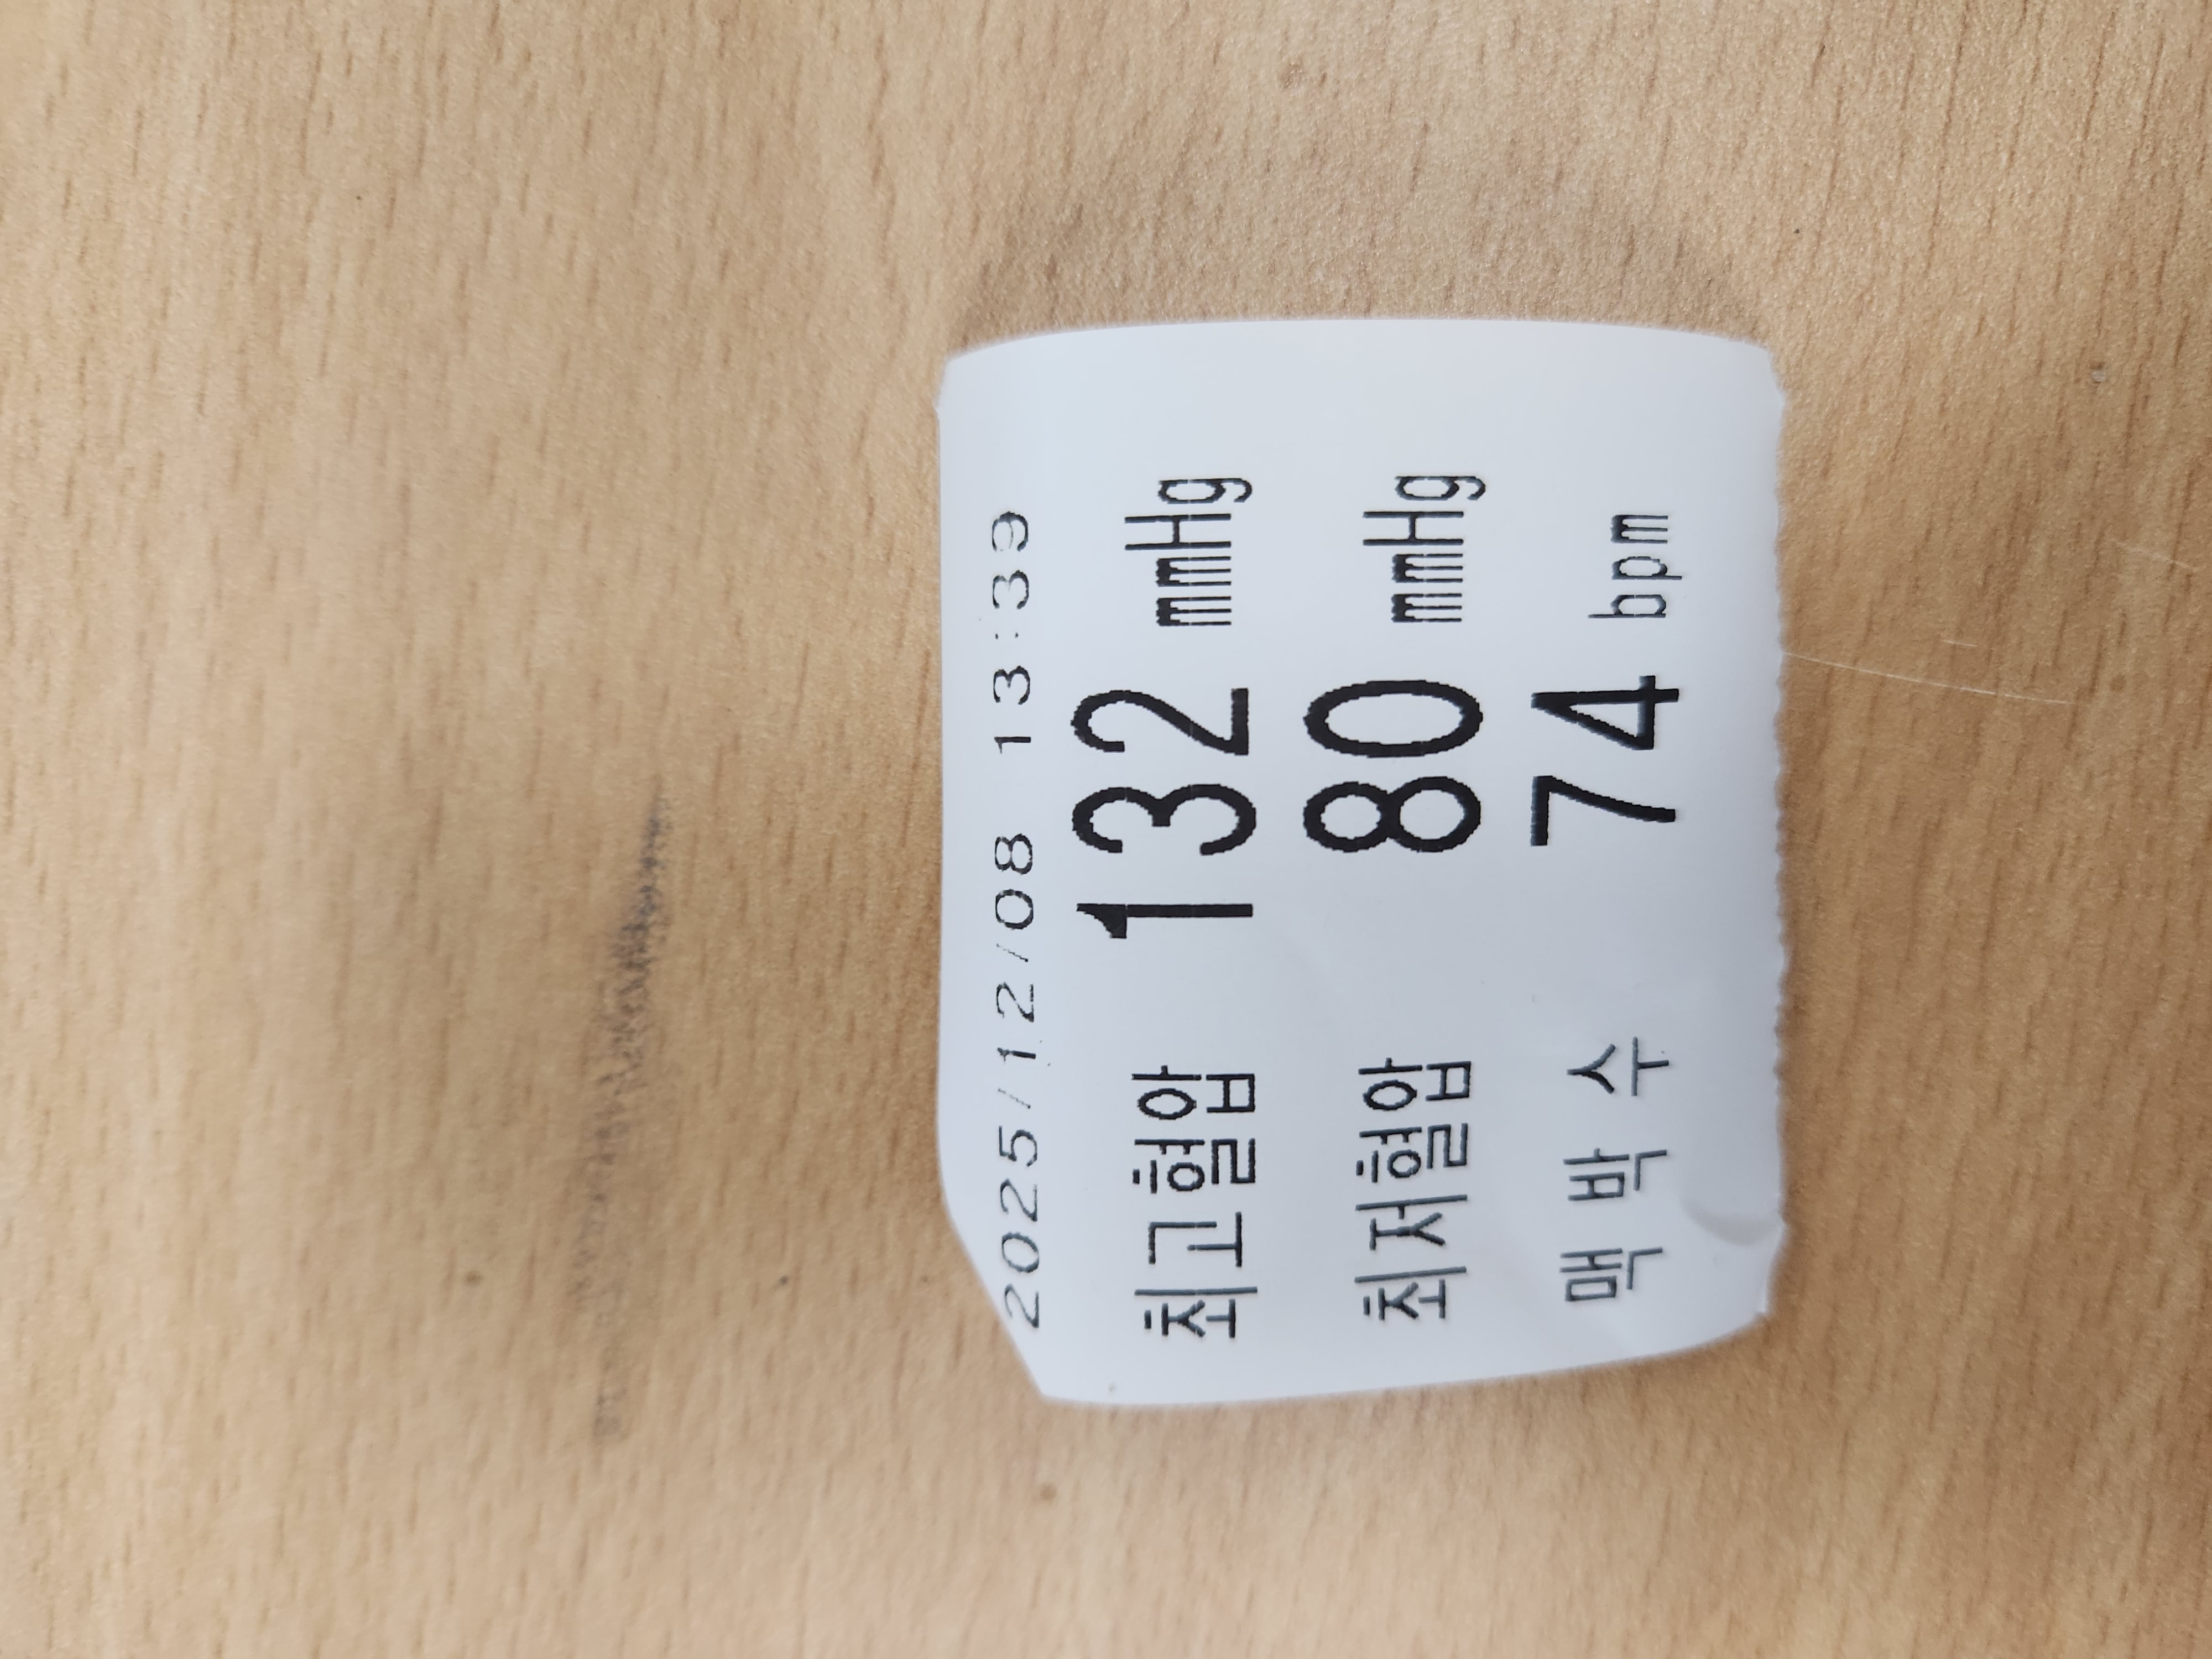 2025/12/08 13:39
최고혈압 132 mmHg
최저혈압 80 mmHg
맥박수 74 bpm